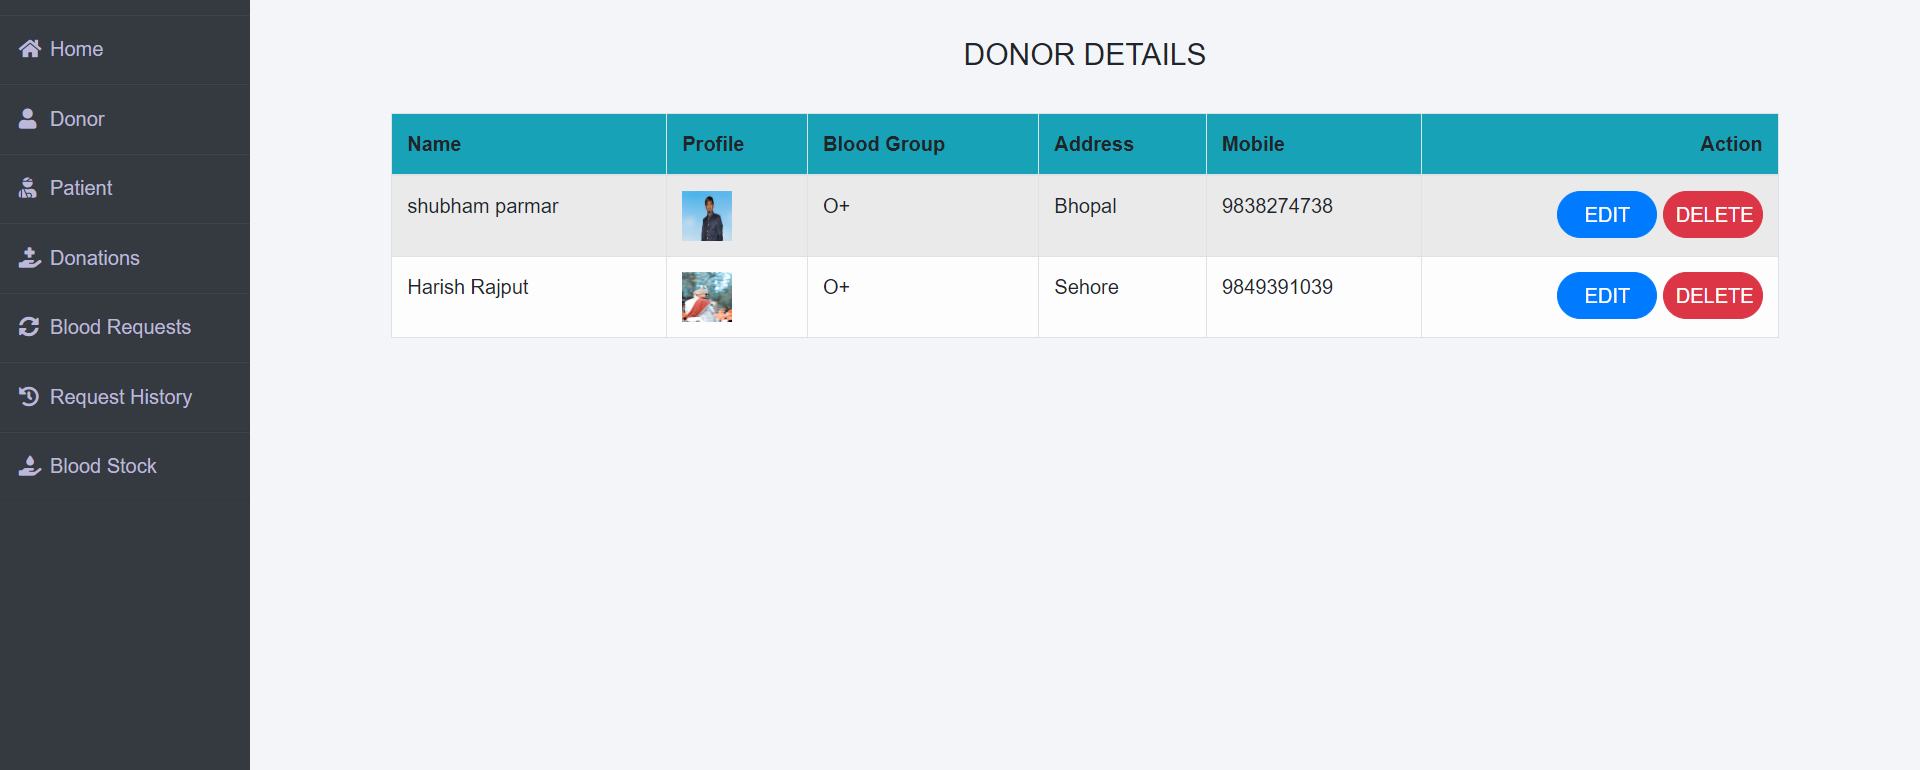 Home
Donor
Patient
Donations
Blood Requests
Request History
Blood Stock
DONOR DETAILS
Name Profile Blood Group Address Mobile Action
shubham parmar O+ Bhopal 9838274738 EDIT DELETE
Harish Rajput O+ Sehore 9849391039 EDIT DELETE